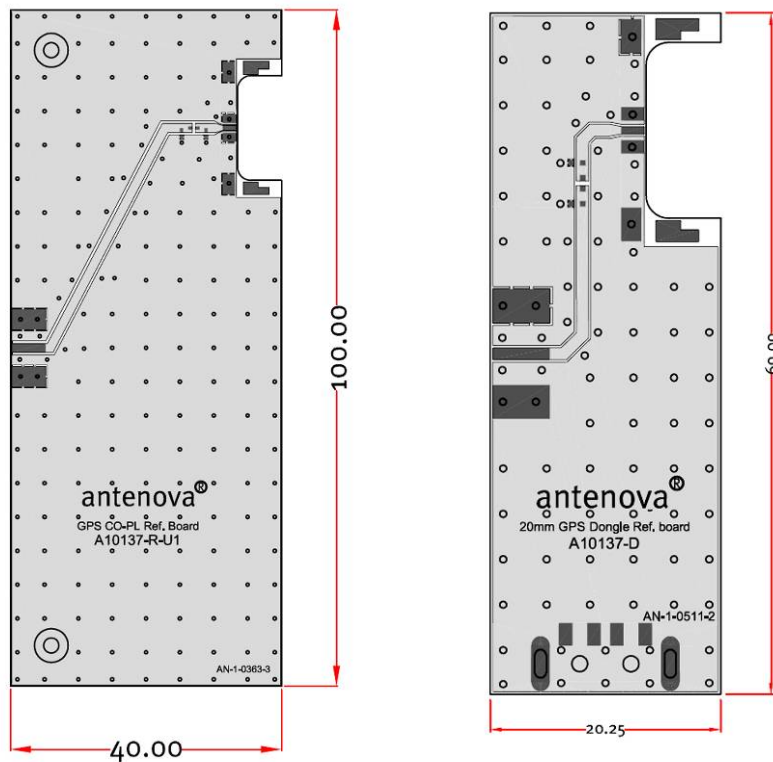 antenova®
GPS CO-PL Ref. Board
A10137-R-U1
AN-1-0363-3
100.00
40.00
antenova®
20mm GPS Dongle Ref. board
A10137-D
AN-1-0511-2
20.25